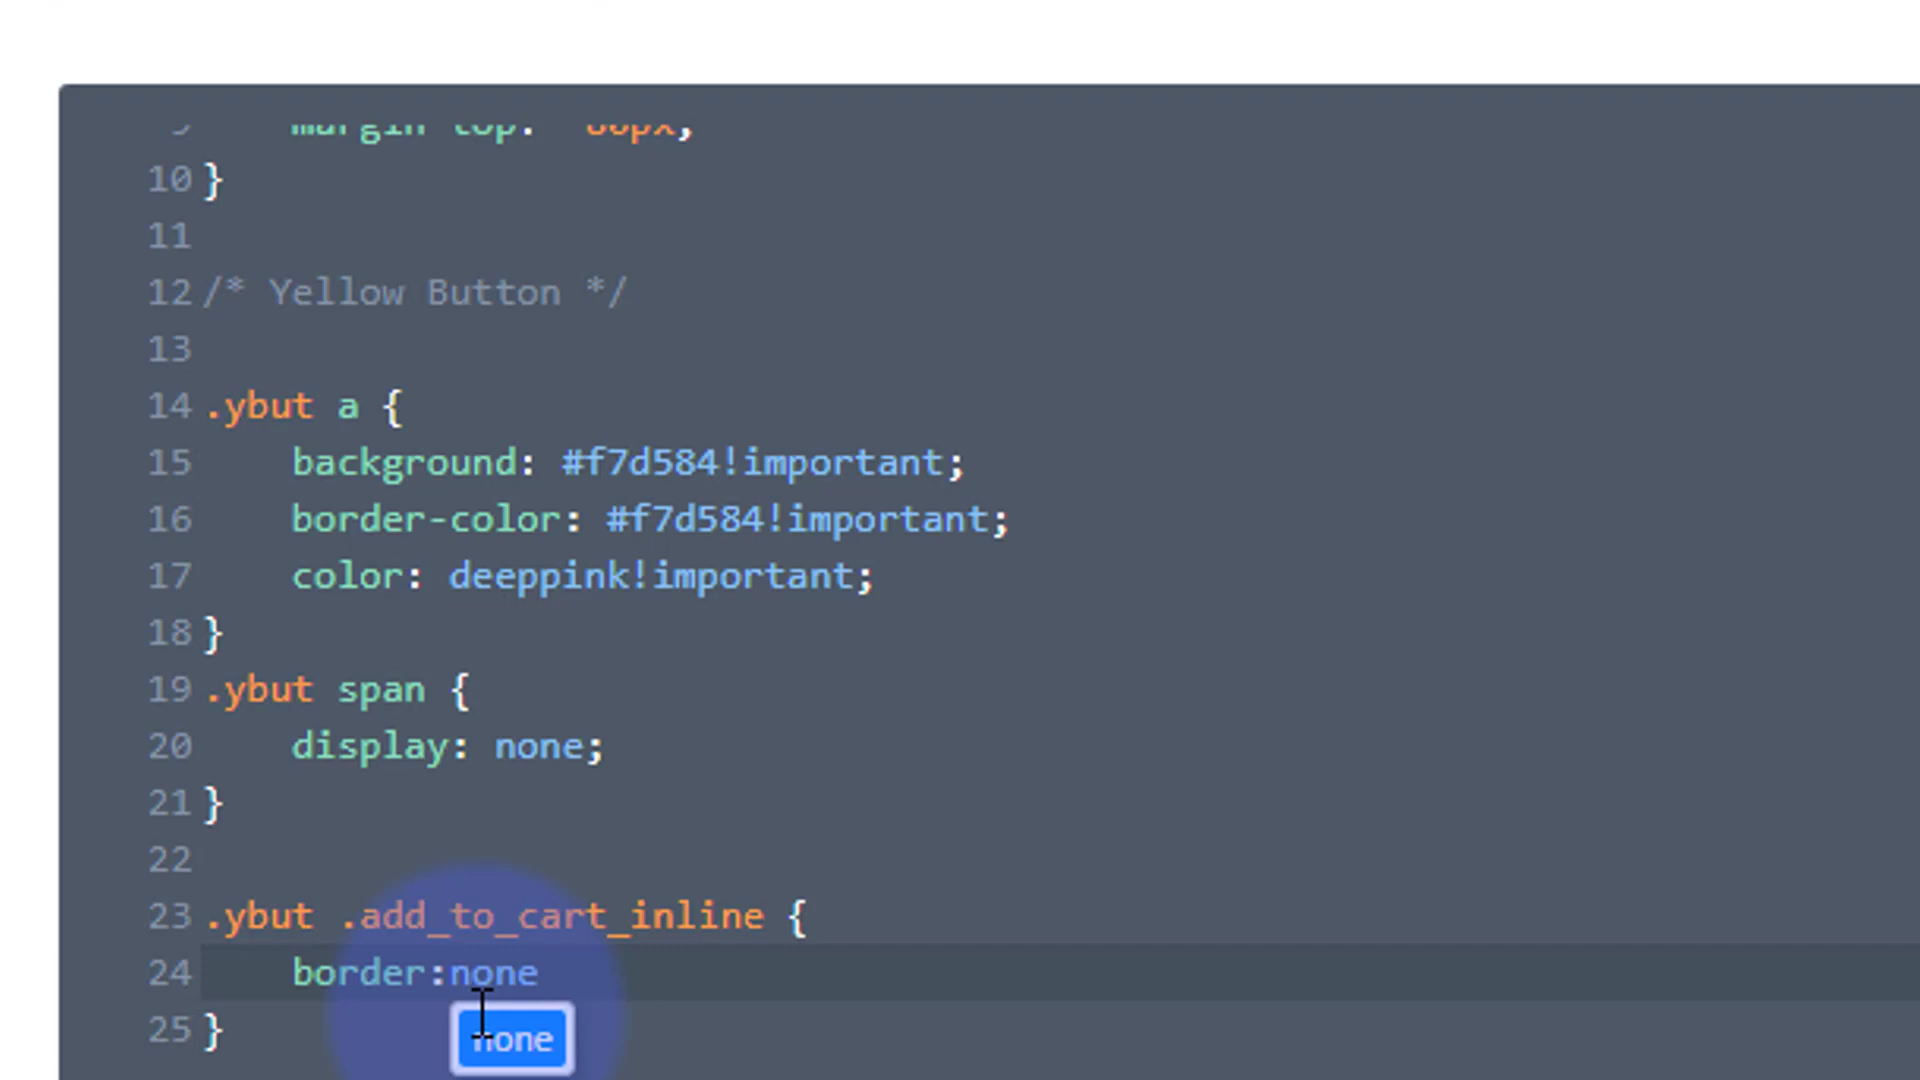 10 }
11
12 /* Yellow Button */
13
14 .ybut a {
15     background: #f7d584!important;
16     border-color: #f7d584!important;
17     color: deeppink!important;
18 }
19 .ybut span {
20     display: none;
21 }
22
23 .ybut .add_to_cart_inline {
24     border:none
25 }
none